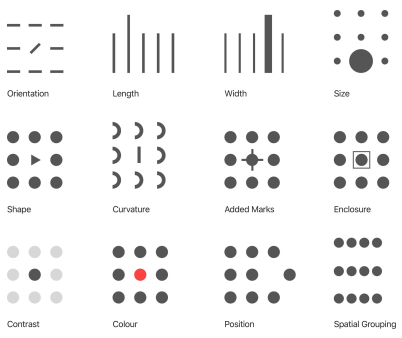 Orientation
Length
Width
Size
Shape
Curvature
Added Marks
Enclosure
Contrast
Colour
Position
Spatial Grouping